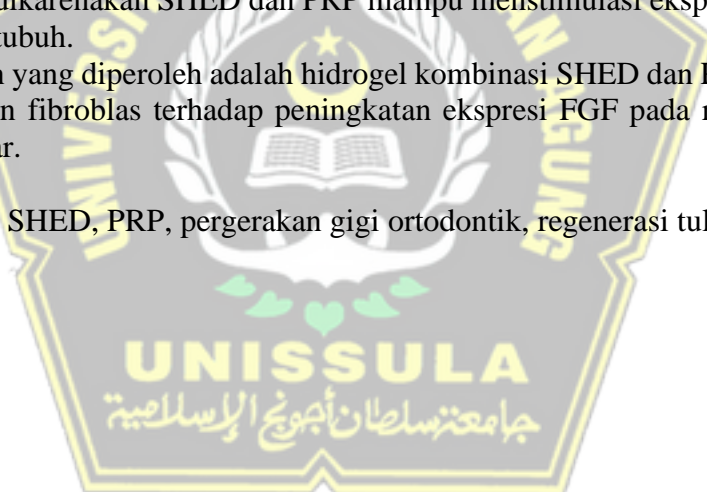 dikarenakan SHED dan PRP mampu menstimulasi eksp
tubuh.
yang diperoleh adalah hidrogel kombinasi SHED dan
n fibroblas terhadap peningkatan ekspresi FGF pada
ar.
SHED, PRP, pergerakan gigi ortodontik, regenerasi tul
AGUNG
UNISSULA
جامعة سلطان أجونج الإسلامية